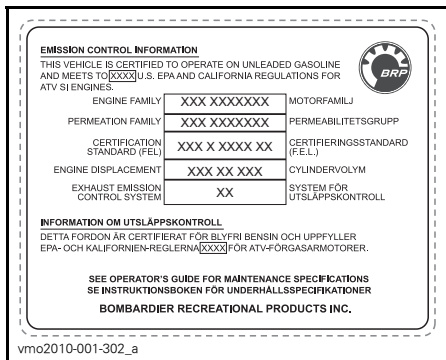 EMISSION CONTROL INFORMATION
THIS VEHICLE IS CERTIFIED TO OPERATE ON UNLEADED GASOLINE
AND MEETS TO XXXX U.S. EPA AND CALIFORNIA REGULATIONS FOR
ATV SI ENGINES.
BRP
ENGINE FAMILY XXX XXXXXXX MOTORFAMILJ
PERMEATION FAMILY XXX XXXXXXX PERMEABILITETSGRUPP
CERTIFICATION STANDARD (FEL) XXX X XXXX XX CERTIFIERINGSSTANDARD (F.E.L.)
ENGINE DISPLACEMENT XXX XX XXX CYLINDERVOLYM
EXHAUST EMISSION CONTROL SYSTEM XX SYSTEM FÖR UTSLÄPPSKONTROLL
INFORMATION OM UTSLÄPPSKONTROLL
DETTA FORDON ÄR CERTIFIERAT FÖR BLYFRI BENSIN OCH UPPFYLLER
EPA- OCH KALIFORNIEN-REGLERNA XXXX FÖR ATV-FÖRGASARMOTORER.
SEE OPERATOR'S GUIDE FOR MAINTENANCE SPECIFICATIONS
SE INSTRUKTIONSBOKEN FÖR UNDERHÅLLSSPECIFIKATIONER
BOMBARDIER RECREATIONAL PRODUCTS INC.
vmo2010-001-302_a